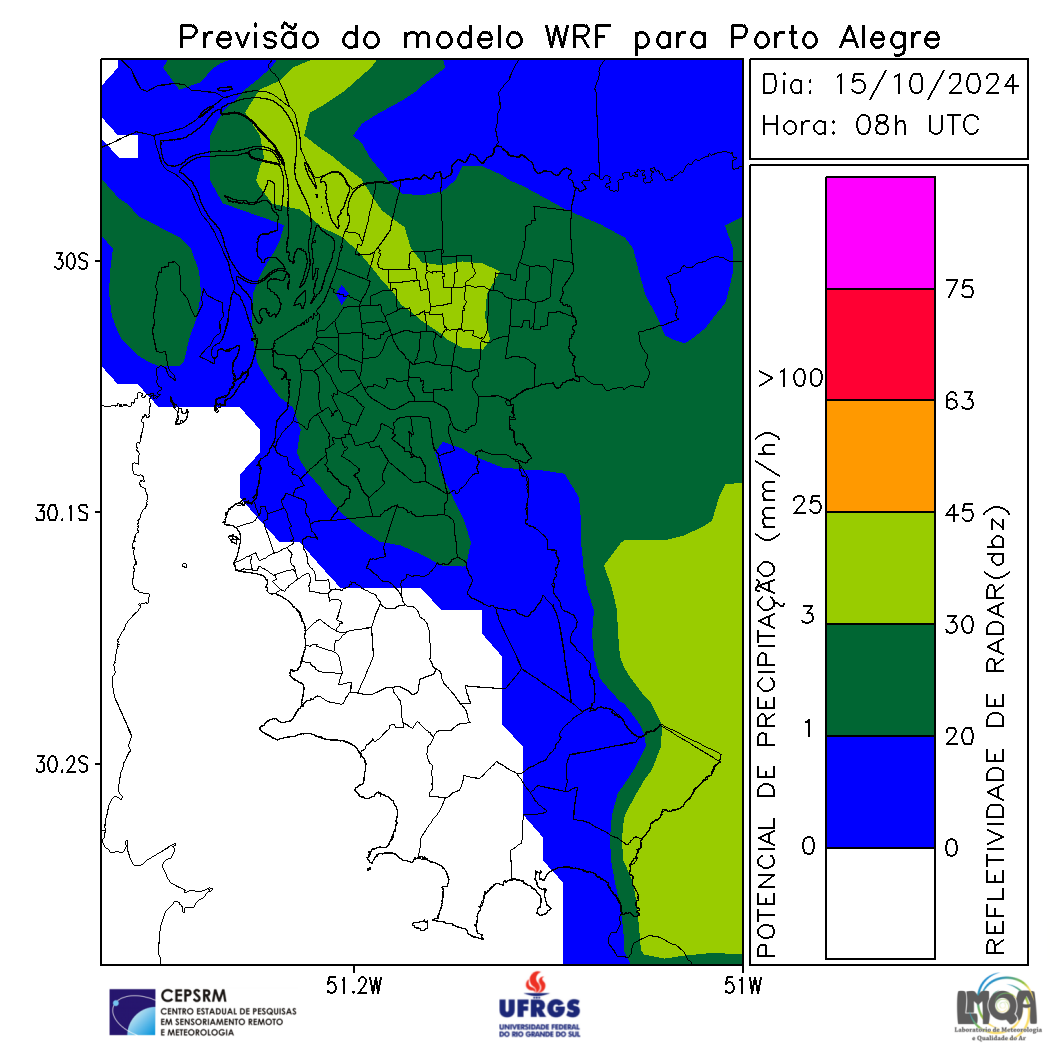 Previsão do modelo WRF para Porto Alegre
Dia: 15/10/2024
Hora: 08h UTC
30S
30.1S
30.2S
51.2W
51W
POTENCIAL DE PRECIPITAÇÃO (mm/h)
>100
25
3
1
0
75
63
45
30
20
0
REFLETIVIDADE DE RADAR(dbz)
CEPSRM
CENTRO ESTADUAL DE PESQUISAS
EM SENSORIAMENTO REMOTO
E METEOROLOGIA
UFRGS
UNIVERSIDADE FEDERAL
DO RIO GRANDE DO SUL
LMQA
Laboratório de Meteorologia
e Qualidade do Ar